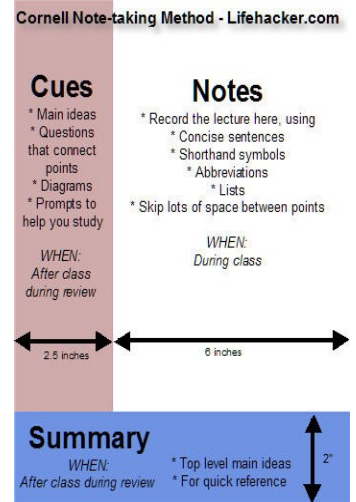 Cornell Note-taking Method - Lifehacker.com
Cues
* Main ideas
* Questions
that connect
points
* Diagrams
* Prompts to
help you study
WHEN:
After class
during review
Notes
* Record the lecture here, using
* Concise sentences
* Shorthand symbols
* Abbreviations
* Lists
* Skip lots of space between points
WHEN:
During class
2.5 inches
6 inches
Summary
WHEN:
After class during review
* Top level main ideas
* For quick reference
2"